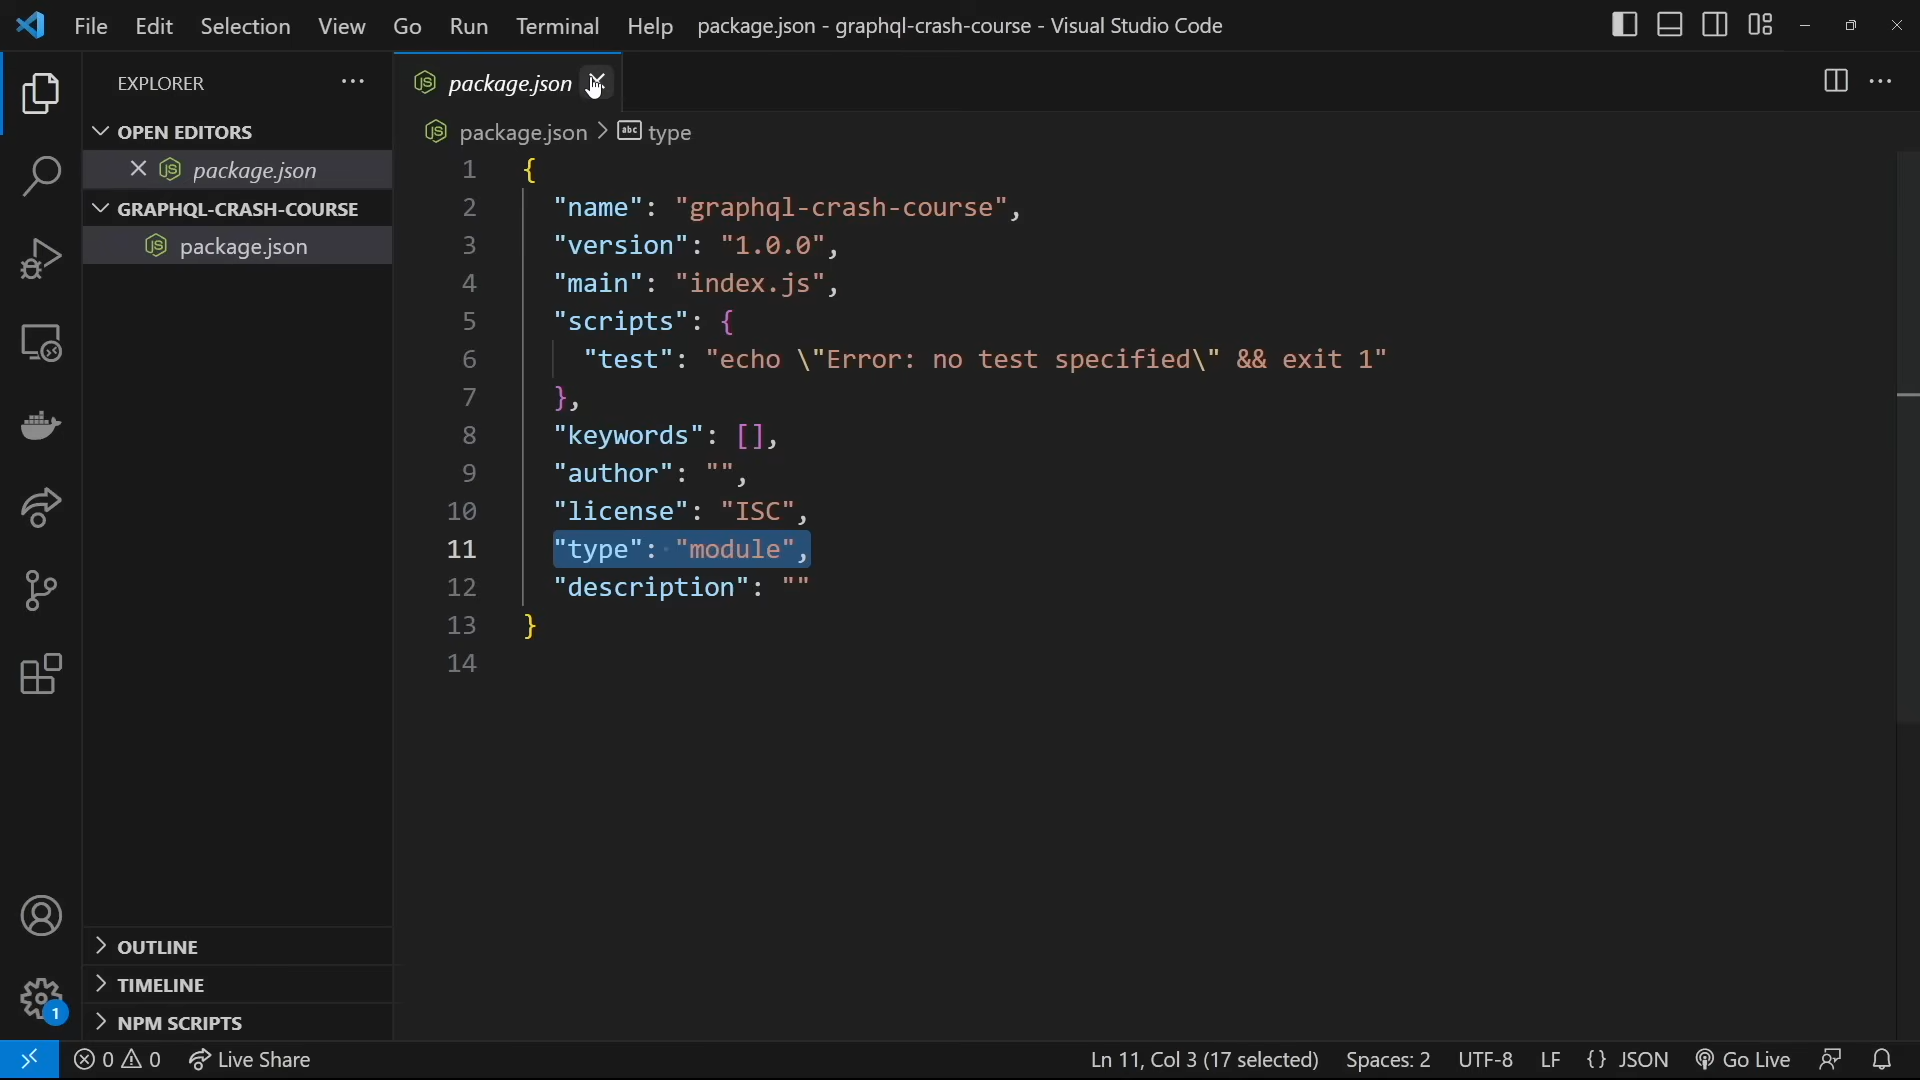 File Edit Selection View Go Run Terminal Help package.json - graphql-crash-course - Visual Studio Code
EXPLORER
OPEN EDITORS
package.json
GRAPHQL-CRASH-COURSE
package.json
OUTLINE
TIMELINE
NPM SCRIPTS
1
package.json
package.json > abc type
1 {
2 "name": "graphql-crash-course",
3 "version": "1.0.0",
4 "main": "index.js",
5 "scripts": {
6 "test": "echo \"Error: no test specified\" && exit 1"
7 },
8 "keywords": [],
9 "author": "",
10 "license": "ISC",
11 "type": "module",
12 "description": ""
13 }
14
0 0 Live Share Ln 11, Col 3 (17 selected) Spaces: 2 UTF-8 LF {} JSON Go Live